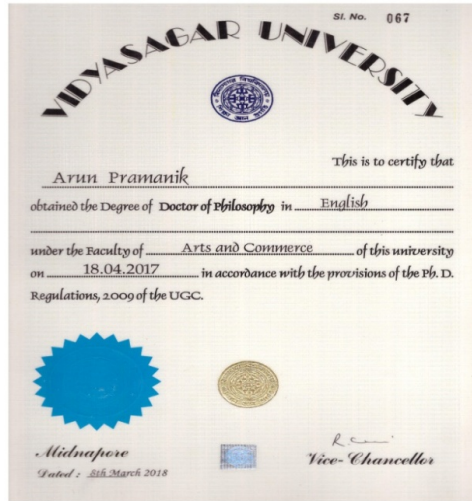 Sl. No. 067
VIDYASAGAR UNIVERSITY
This is to certify that
Arun Pramanik
obtained the Degree of Doctor of Philosophy in English
under the Faculty of Arts and Commerce of this university
on 18.04.2017 in accordance with the provisions of the Ph. D.
Regulations, 2009 of the UGC.
Midnapore
Vice-Chancellor
Dated : 8th March 2018